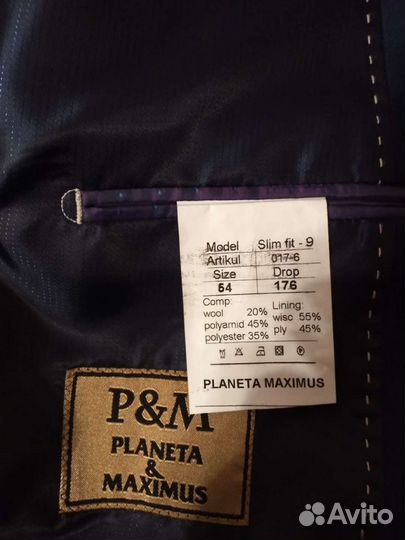 Model Slim fit - 9
Artikul 017-6
Size Drop
54 176
Comp: Lining:
wool 20% wisc 55%
polyamid 45% ply 45%
polyester 35%
PLANETA MAXIMUS
P&M
PLANETA
&
MAXIMUS
Avito